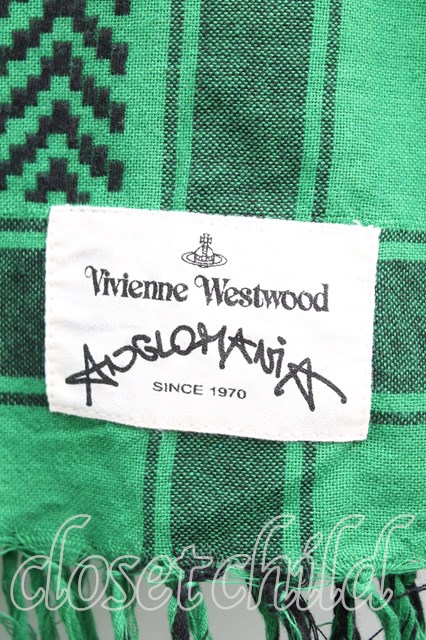 Vivienne Westwood
ANGLOMANIA
SINCE 1970
closetchild